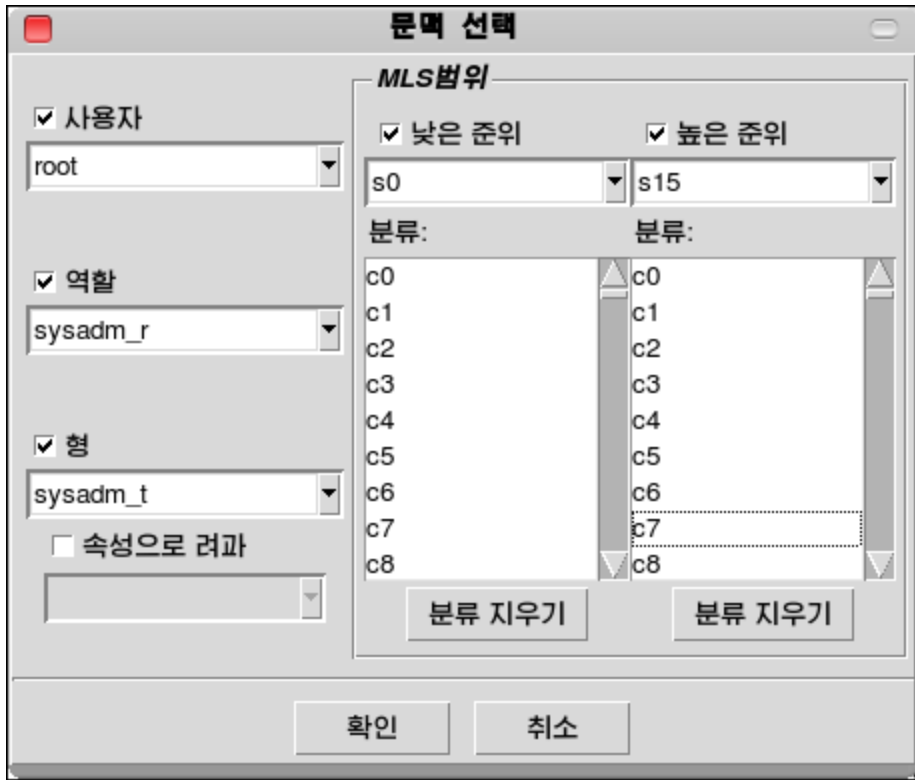 문맥 선택
사용자
root
역할
sysadm_r
형
sysadm_t
속성으로 려과
MLS범위
낮은 준위
s0
분류:
c0
c1
c2
c3
c4
c5
c6
c7
c8
분류 지우기
높은 준위
s15
분류:
c0
c1
c2
c3
c4
c5
c6
c7
c8
분류 지우기
확인
취소